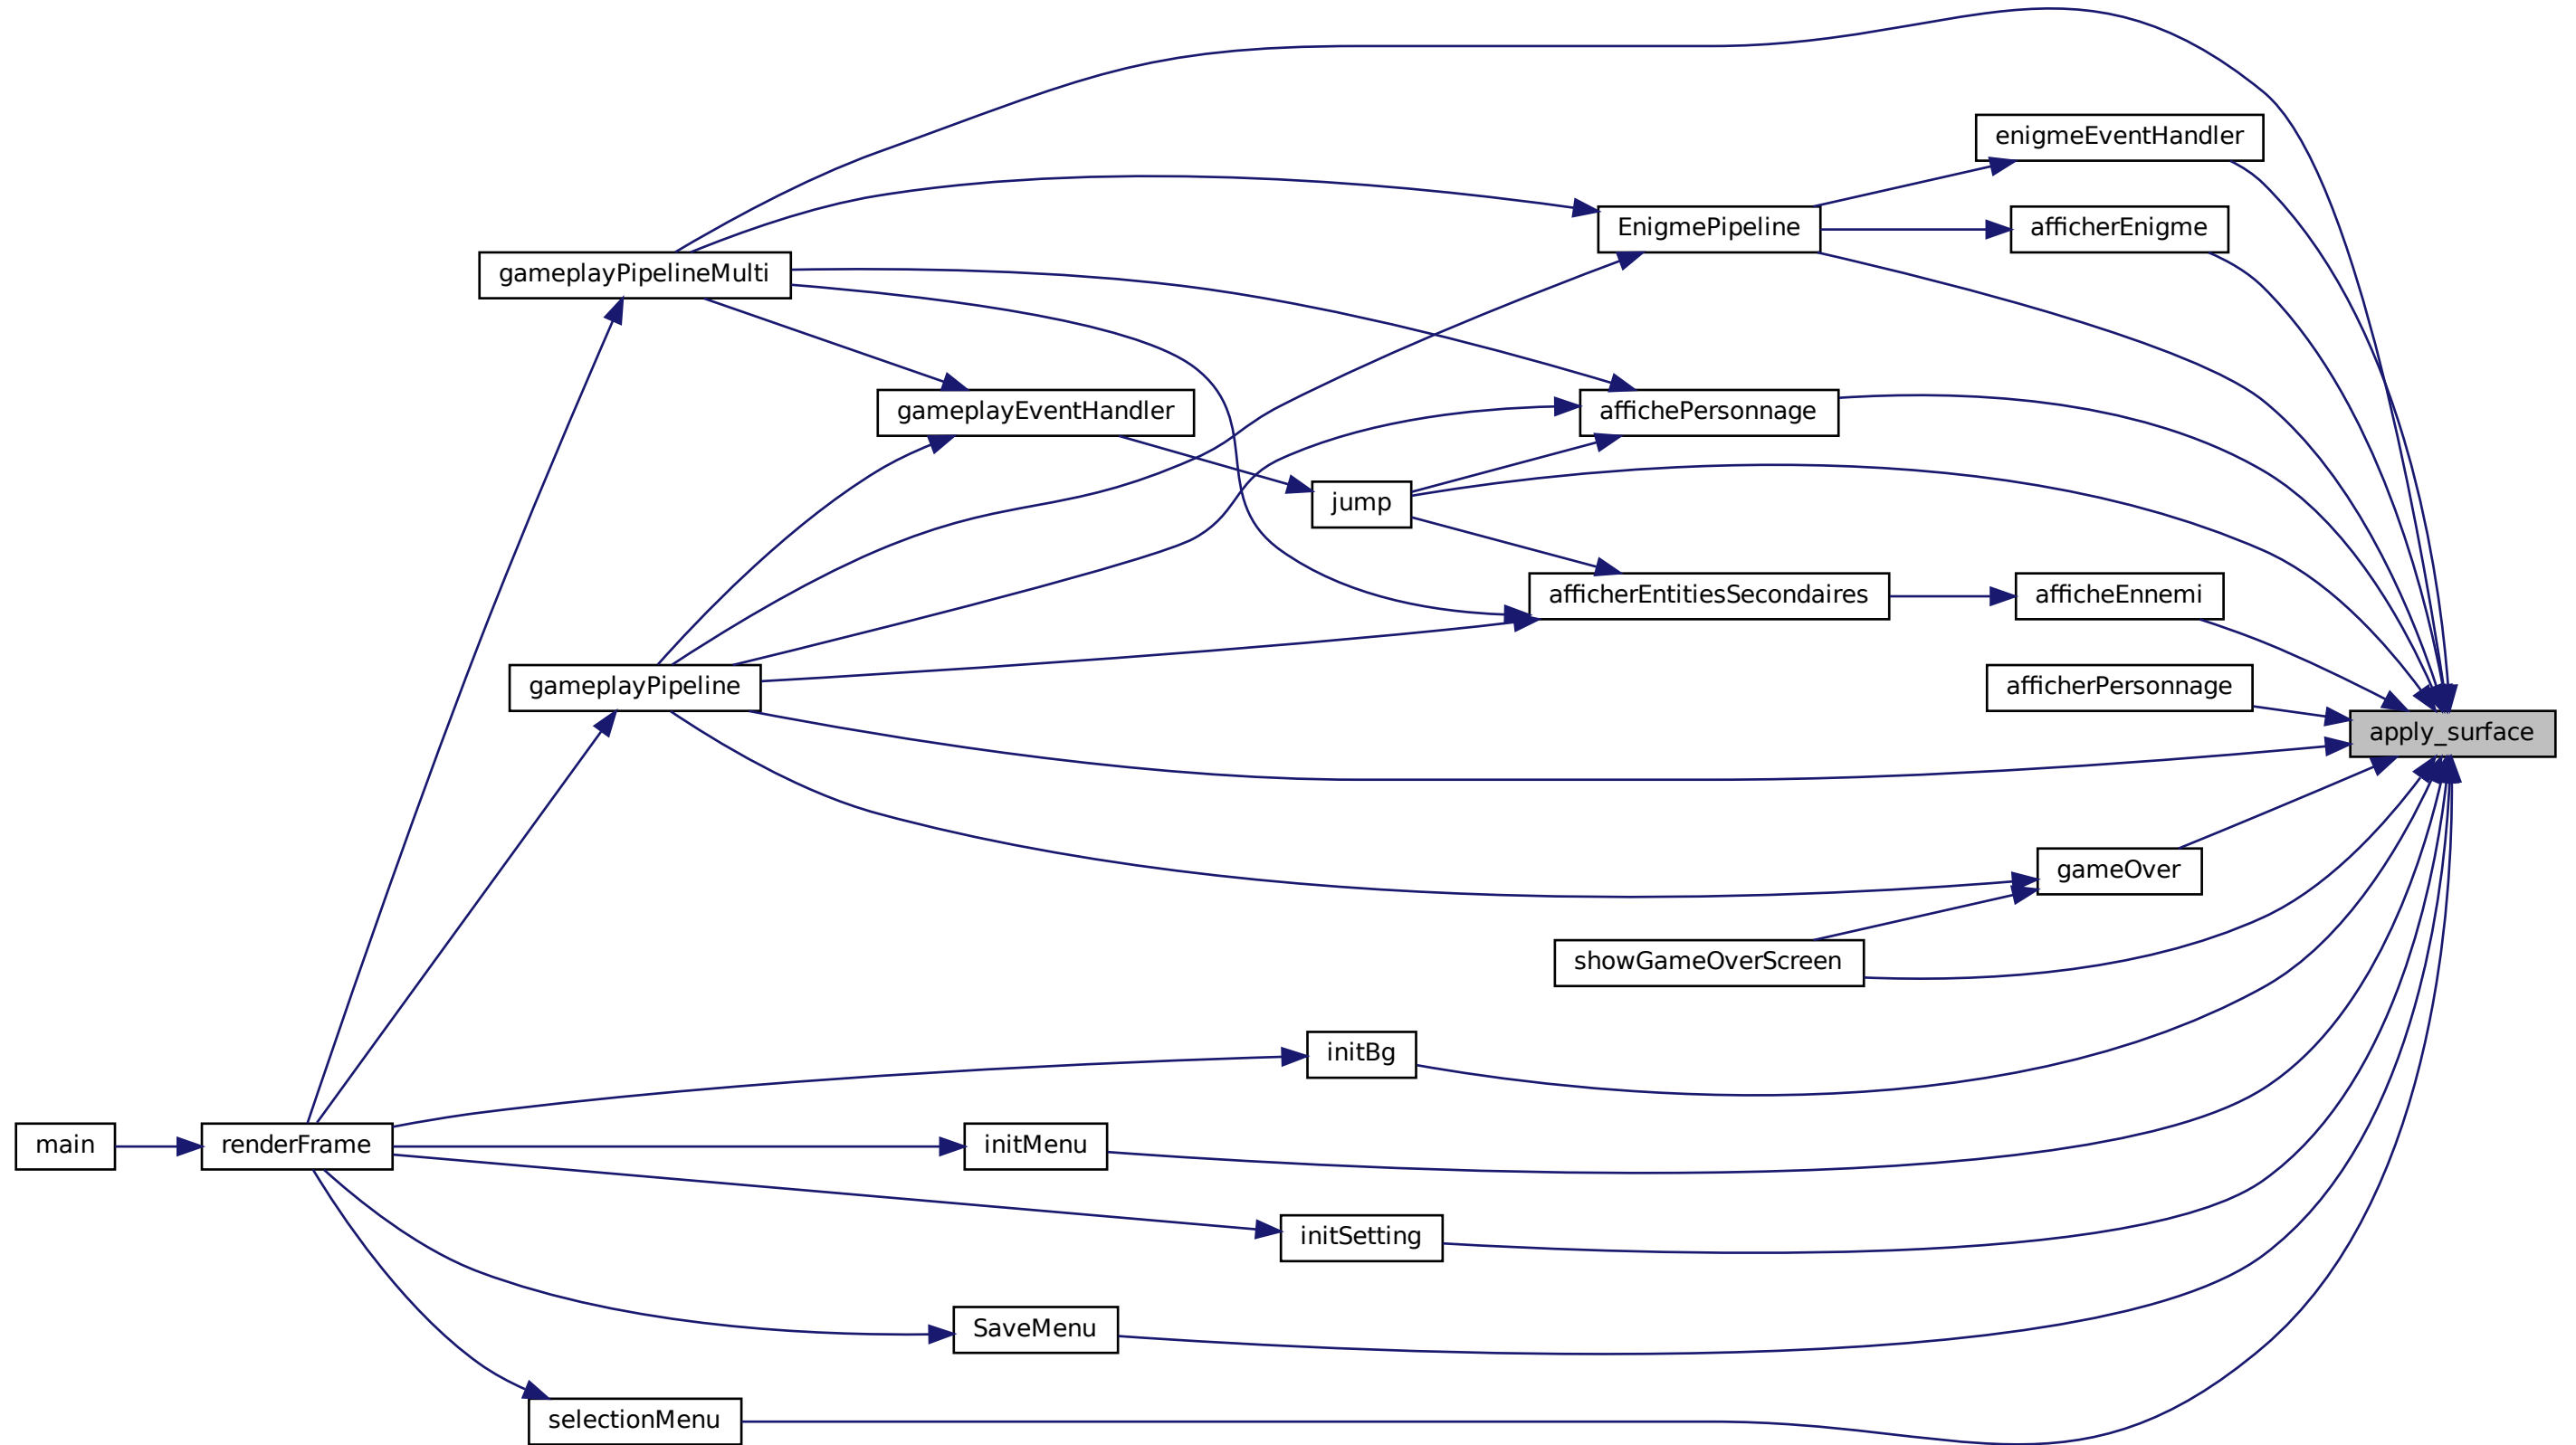 enigmeEventHandler
EnigmePipeline
afficherEnigme
gameplayPipelineMulti
gameplayEventHandler
affichePersonnage
jump
afficherEntitiesSecondaires
afficheEnnemi
gameplayPipeline
afficherPersonnage
apply_surface
gameOver
showGameOverScreen
initBg
main
renderFrame
initMenu
initSetting
SaveMenu
selectionMenu